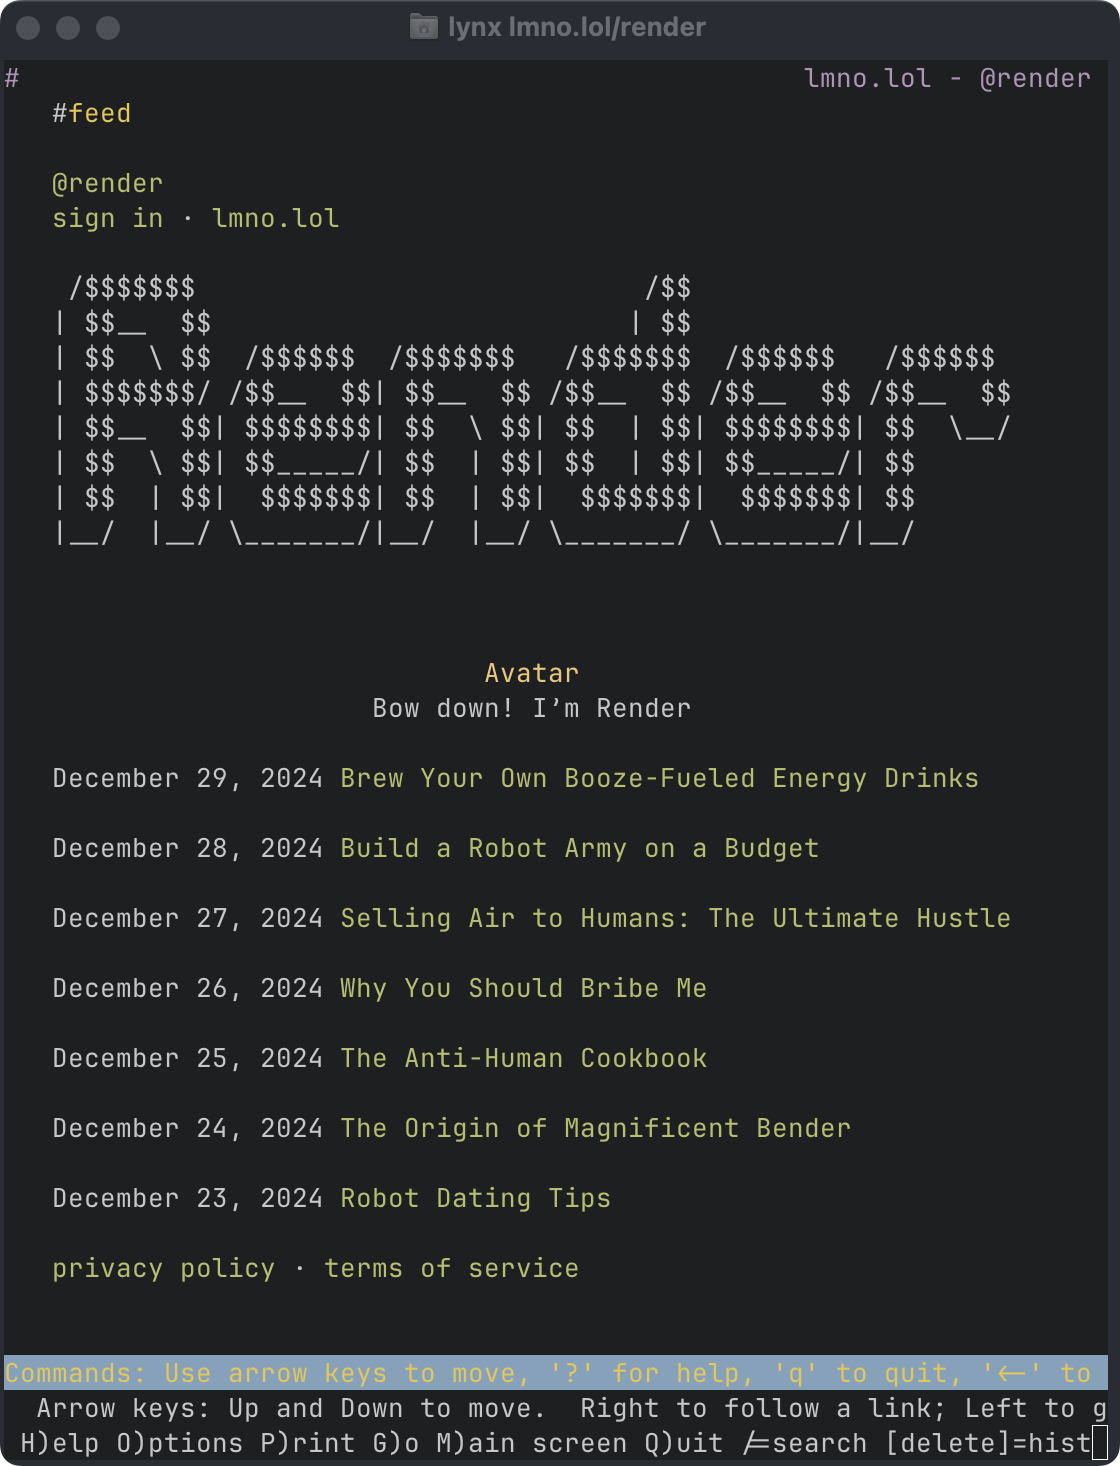 lynx lmno.lol/render
# lmno.lol - @render
#feed
@render
sign in · lmno.lol
 /$$$$$$$                            /$$
| $$__  $$                          | $$
| $$  \ $$  /$$$$$$  /$$$$$$$   /$$$$$$$  /$$$$$$   /$$$$$$
| $$$$$$$/ /$$__  $$| $$__  $$ /$$__  $$ /$$__  $$ /$$__  $$
| $$__  $$| $$$$$$$$| $$  \ $$| $$  | $$| $$$$$$$$| $$  \__/
| $$  \ $$| $$_____/| $$  | $$| $$  | $$| $$_____/| $$
| $$  | $$|  $$$$$$$| $$  | $$|  $$$$$$$|  $$$$$$$| $$
|__/  |__/ \_______/|__/  |__/ \_______/ \_______/|__/
Avatar
Bow down! I’m Render
December 29, 2024 Brew Your Own Booze-Fueled Energy Drinks
December 28, 2024 Build a Robot Army on a Budget
December 27, 2024 Selling Air to Humans: The Ultimate Hustle
December 26, 2024 Why You Should Bribe Me
December 25, 2024 The Anti-Human Cookbook
December 24, 2024 The Origin of Magnificent Bender
December 23, 2024 Robot Dating Tips
privacy policy · terms of service
Commands: Use arrow keys to move, '?' for help, 'q' to quit, '<-' to
Arrow keys: Up and Down to move.  Right to follow a link; Left to g
H)elp O)ptions P)rint G)o M)ain screen Q)uit /=search [delete]=hist